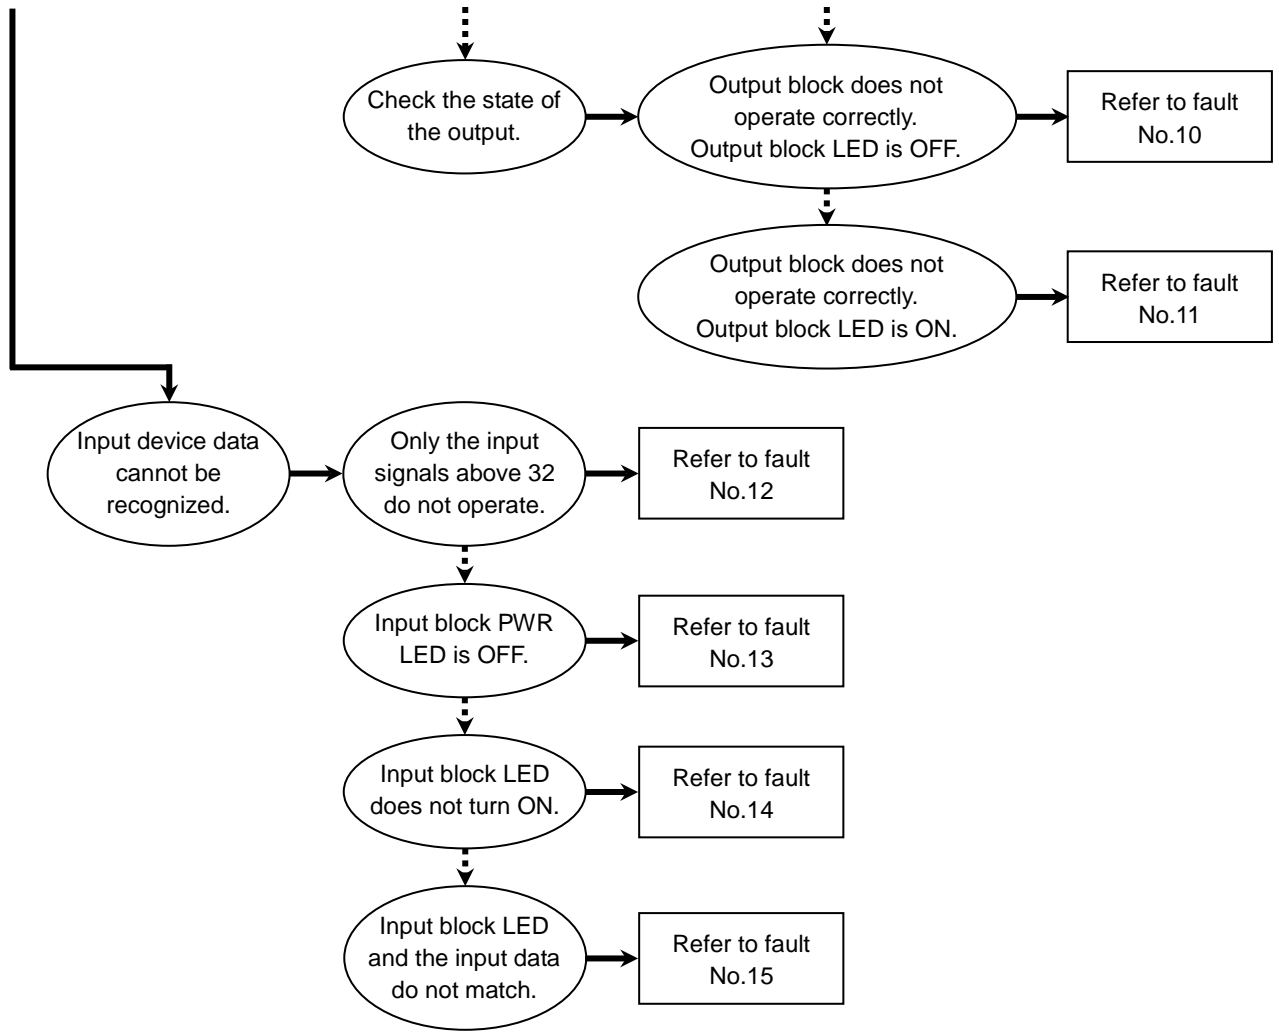 Check the state of
the output.
Output block does not
operate correctly.
Output block LED is OFF.
Refer to fault
No.10
Output block does not
operate correctly.
Output block LED is ON.
Refer to fault
No.11
Input device data
cannot be
recognized.
Only the input
signals above 32
do not operate.
Refer to fault
No.12
Input block PWR
LED is OFF.
Refer to fault
No.13
Input block LED
does not turn ON.
Refer to fault
No.14
Input block LED
and the input data
do not match.
Refer to fault
No.15